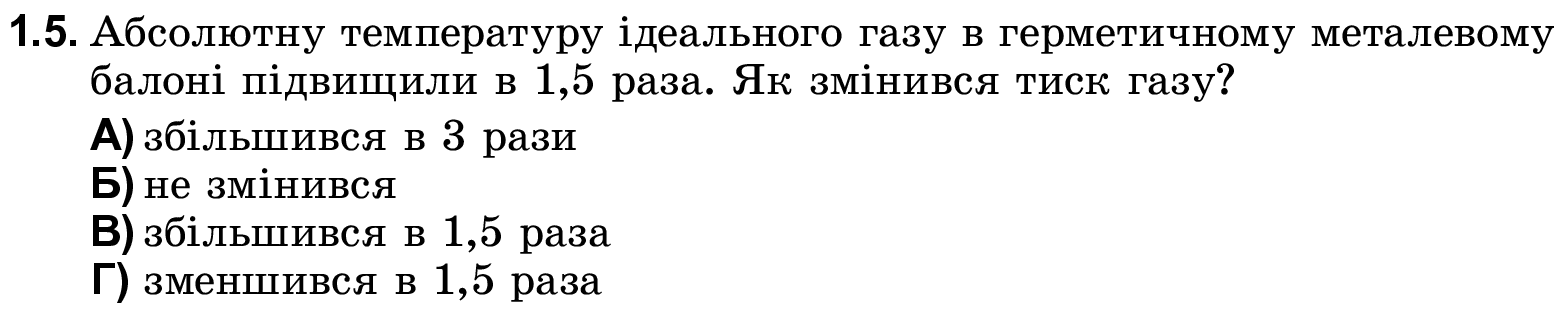 1.5. Абсолютну температуру ідеального газу в герметичному металевому
балоні підвищили в 1,5 раза. Як змінився тиск газу?
А) збільшився в 3 рази
Б) не змінився
В) збільшився в 1,5 раза
Г) зменшився в 1,5 раза